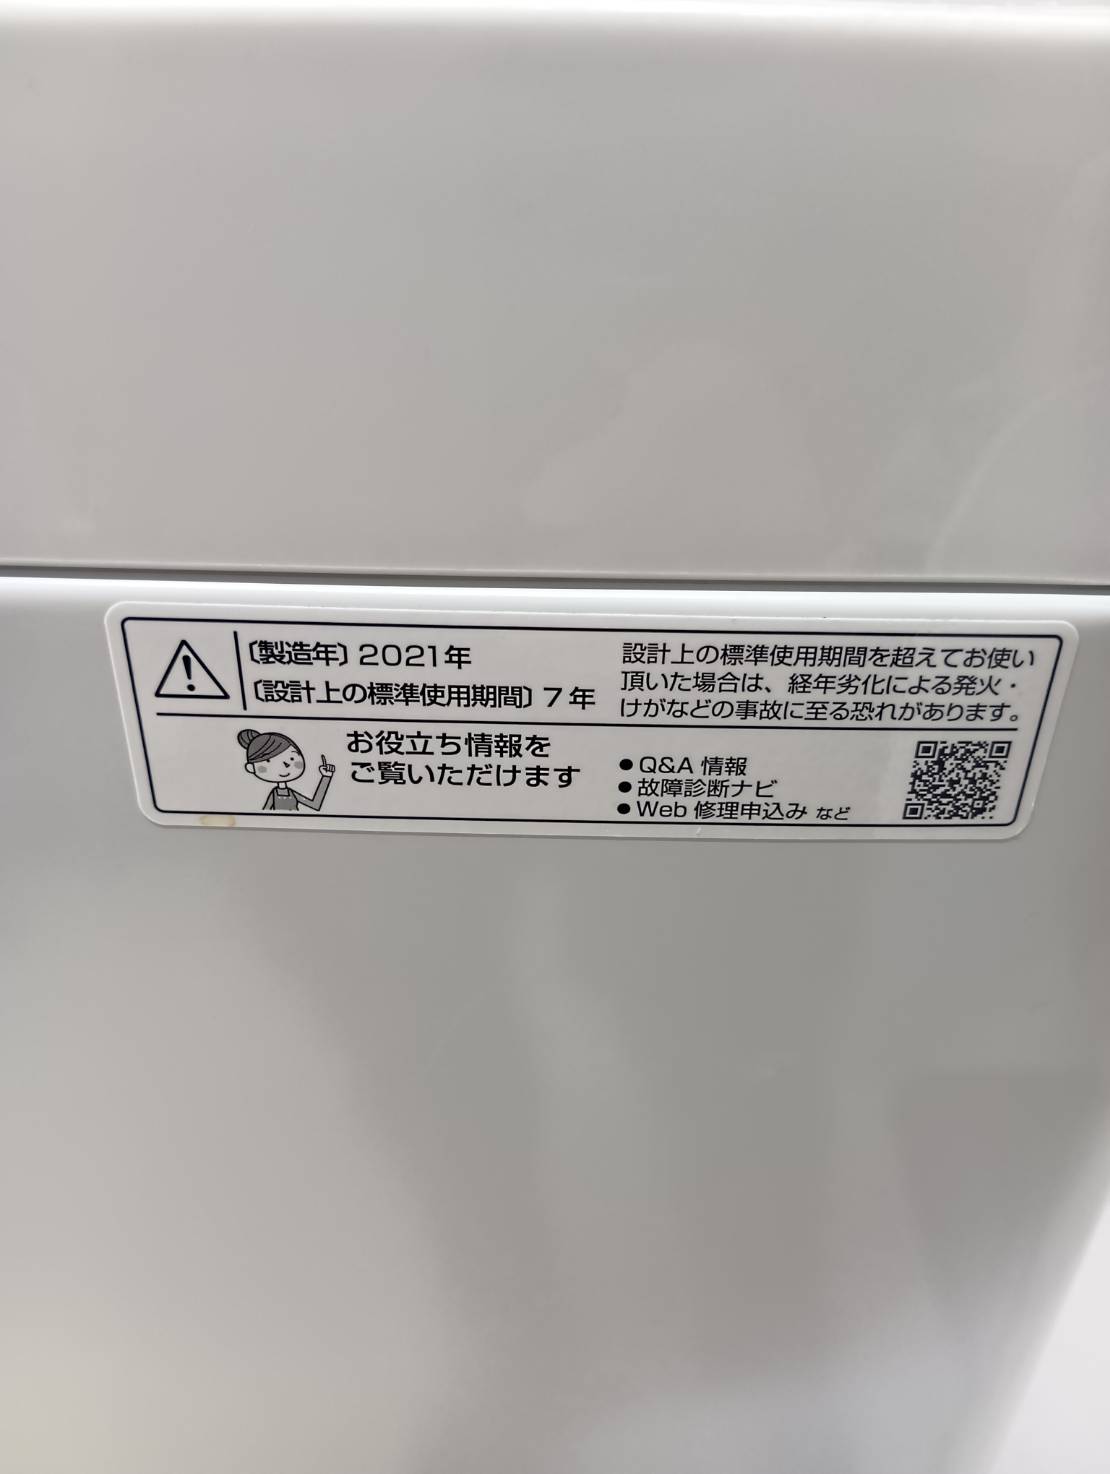 〔製造年〕2021年
〔設計上の標準使用期間〕7年
設計上の標準使用期間を超えてお使い
頂いた場合は、経年劣化による発火・
けがなどの事故に至る恐れがあります。
お役立ち情報を
ご覧いただけます
●Q&A 情報
●故障診断ナビ
●Web 修理申込み など